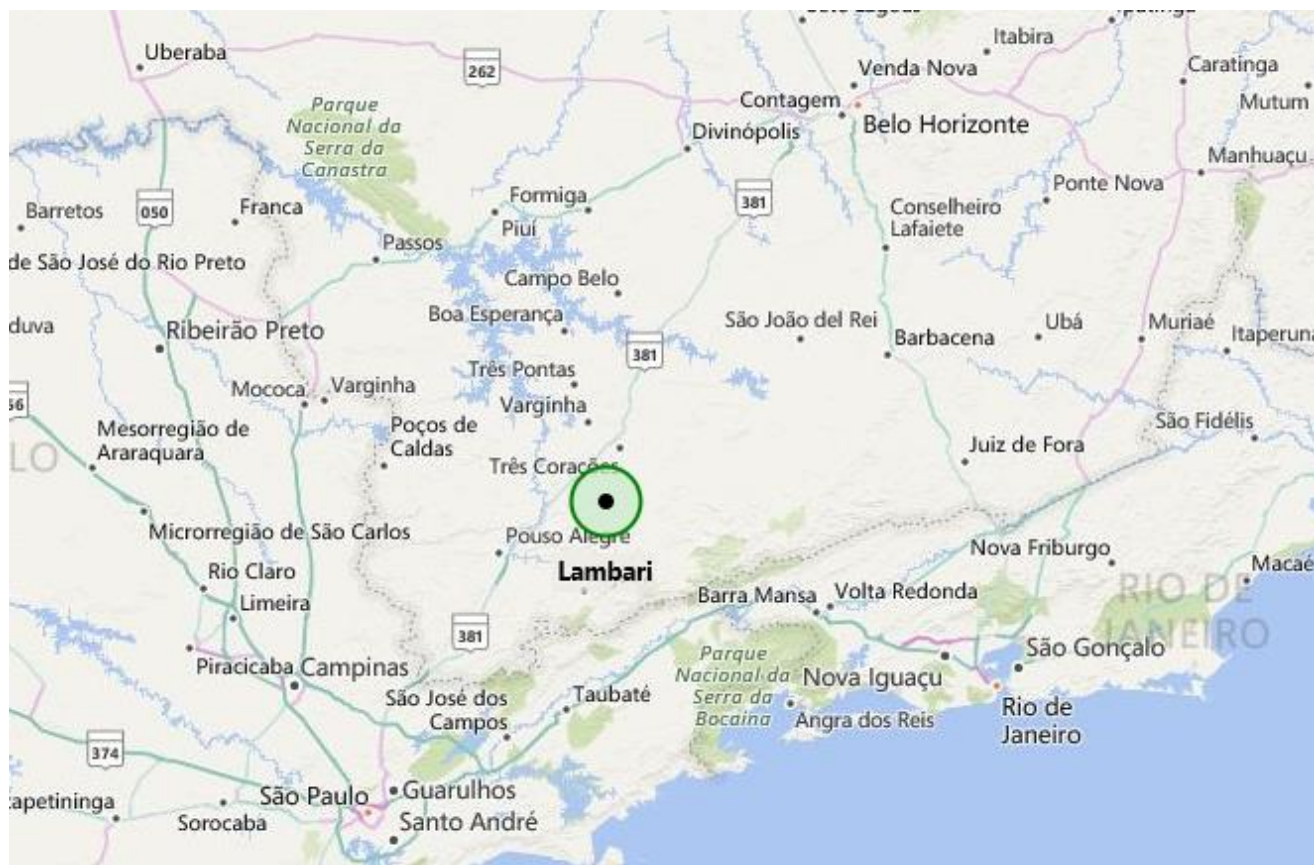 Itabira
Uberaba
262
Venda Nova
Caratinga
Parque
Nacional da
Serra da
Canastra
Contagem
Belo Horizonte
Mutum
Divinópolis
Manhuaçu
Formiga
381
Ponte Nova
Barretos
050
Franca
Piuí
Conselheiro
Lafaiete
Passos
de São José do Rio Preto
Campo Belo
Boa Esperança
São João del Rei
Ubá
Muriaé
Itaperuna
duva
Ribeirão Preto
381
Barbacena
Três Pontas
Mococa
Varginha
Varginha
56
Mesorregião de
Araraquara
Poços de
Caldas
São Fidélis
LO
Juiz de Fora
Três Corações
Microrregião de São Carlos
Pouso Alegre
Nova Friburgo
Rio Claro
Lambari
Macaé
Limeira
Barra Mansa
Volta Redonda
RIO DE
JANEIRO
381
São Gonçalo
Piracicaba
Campinas
Parque
Nacional da
Serra da
Bocaina
Nova Iguaçu
São José dos
Campos
Taubaté
Angra dos Reis
Rio de
Janeiro
374
Guarulhos
São Paulo
apetininga
Sorocaba
Santo André